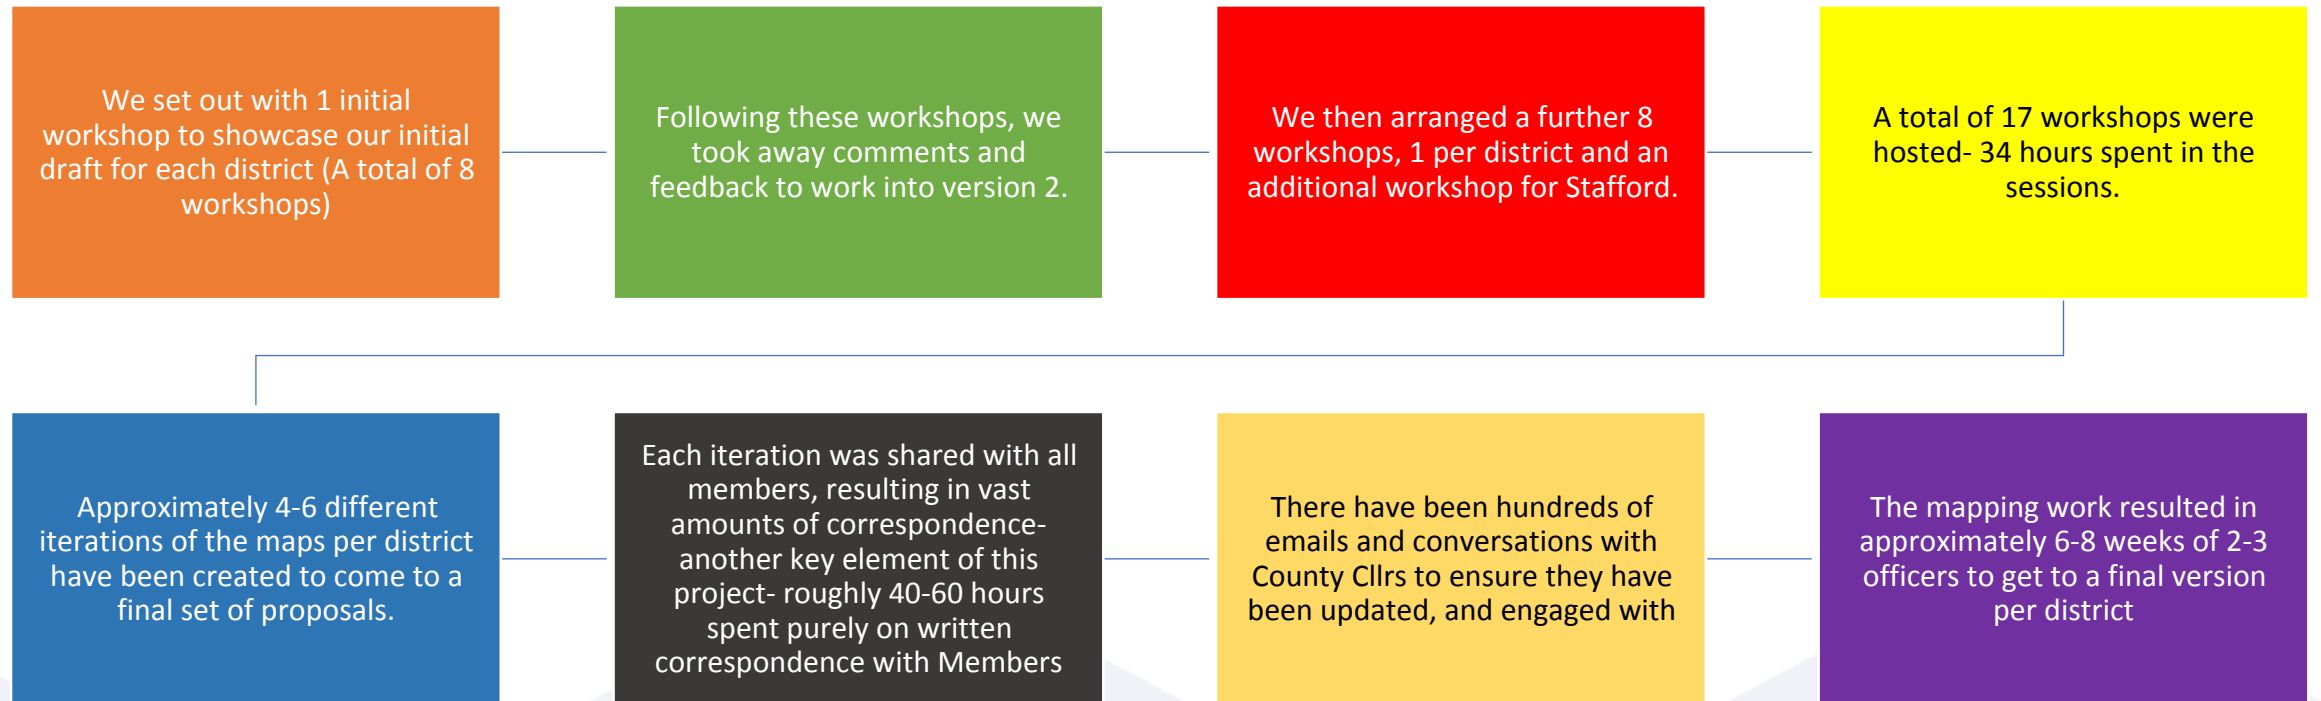 We set out with 1 initial
workshop to showcase our initial
draft for each district (A total of 8
workshops)
Following these workshops, we
took away comments and
feedback to work into version 2.
We then arranged a further 8
workshops, 1 per district and an
additional workshop for Stafford.
A total of 17 workshops were
hosted- 34 hours spent in the
sessions.
Approximately 4-6 different
iterations of the maps per district
have been created to come to a
final set of proposals.
Each iteration was shared with all
members, resulting in vast
amounts of correspondence-
another key element of this
project- roughly 40-60 hours
spent purely on written
correspondence with Members
There have been hundreds of
emails and conversations with
County Cllrs to ensure they have
been updated, and engaged with
The mapping work resulted in
approximately 6-8 weeks of 2-3
officers to get to a final version
per district